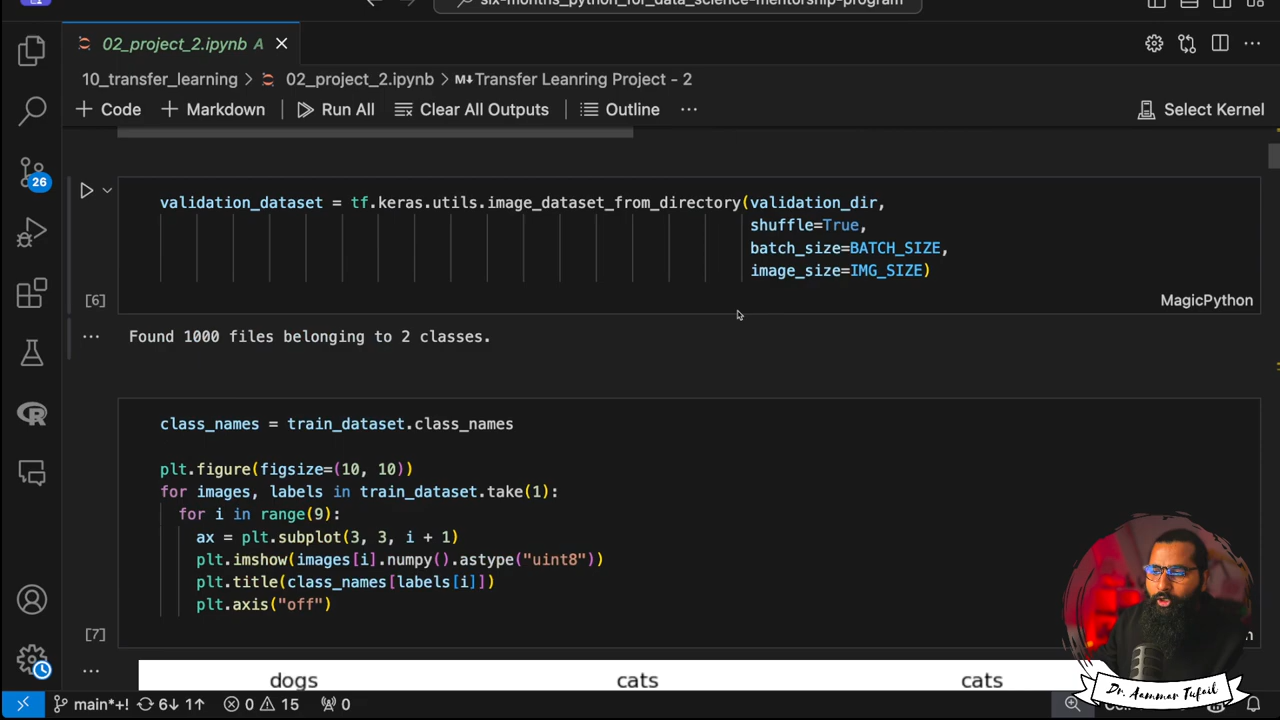 six-months_python_for_data_science-mentorship-program
02_project_2.ipynb A
10_transfer_learning > 02_project_2.ipynb > M↓Transfer Leanring Project - 2
+ Code + Markdown Run All Clear All Outputs Outline ··· Select Kernel
validation_dataset = tf.keras.utils.image_dataset_from_directory(validation_dir,
shuffle=True,
batch_size=BATCH_SIZE,
image_size=IMG_SIZE)
[6] MagicPython
··· Found 1000 files belonging to 2 classes.
class_names = train_dataset.class_names
plt.figure(figsize=(10, 10))
for images, labels in train_dataset.take(1):
for i in range(9):
ax = plt.subplot(3, 3, i + 1)
plt.imshow(images[i].numpy().astype("uint8"))
plt.title(class_names[labels[i]])
plt.axis("off")
[7]
dogs cats cats
26
main*+! 6↓ 1↑ 0 15 0
Dr. Aammar Tufail